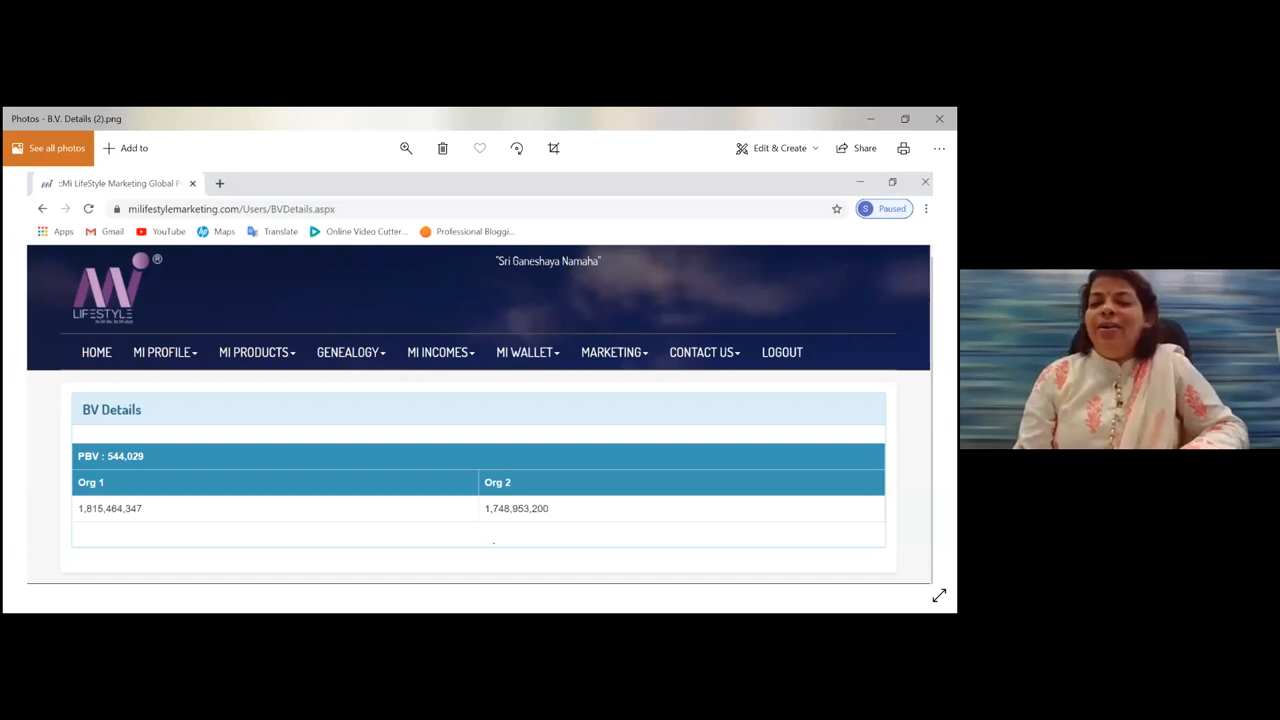 Photos - B.V. Details (2).png
See all photos
Add to
Edit & Create
Share
::Mi LifeStyle Marketing Global P
milifestylemarketing.com/Users/BVDetails.aspx
Paused
Apps
Gmail
YouTube
Maps
Translate
Online Video Cutter...
Professional Bloggi...
"Sri Ganeshaya Namaha"
Mi ®
LIFESTYLE
HOME MI PROFILE MI PRODUCTS GENEALOGY MI INCOMES MI WALLET MARKETING CONTACT US LOGOUT
BV Details
PBV : 544,029
Org 1 Org 2
1,815,464,347 1,748,953,200